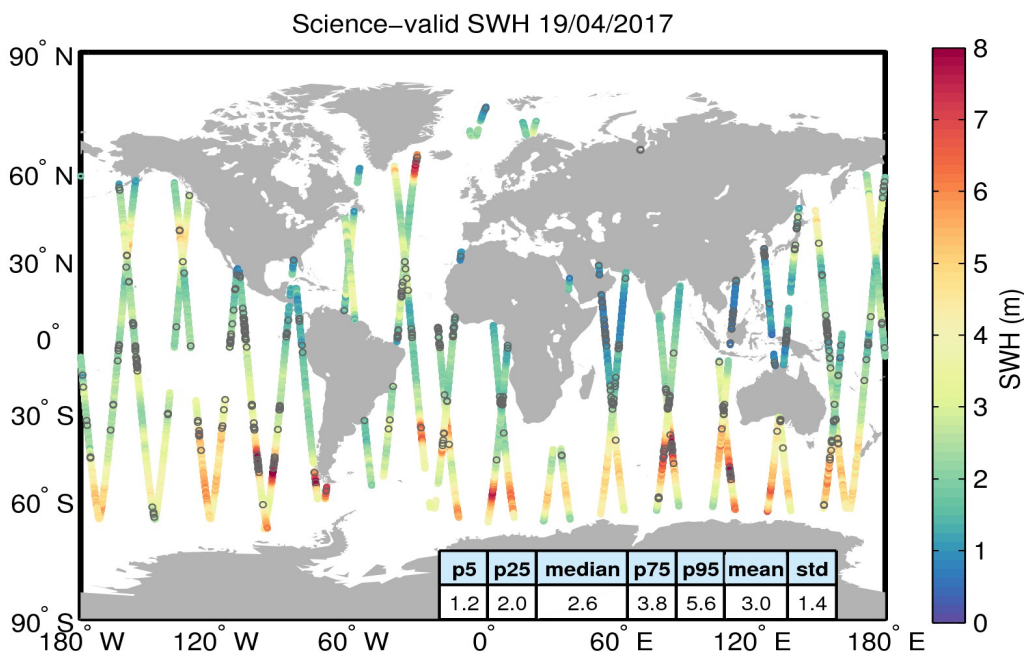 Science−valid SWH 19/04/2017
90° N
60° N
30° N
0°
30° S
60° S
90° S
180° W
120° W
60° W
0°
60° E
120° E
180° E
p5 p25 median p75 p95 mean std
1.2 2.0 2.6 3.8 5.6 3.0 1.4
8
7
6
5
4
3
2
1
0
SWH (m)